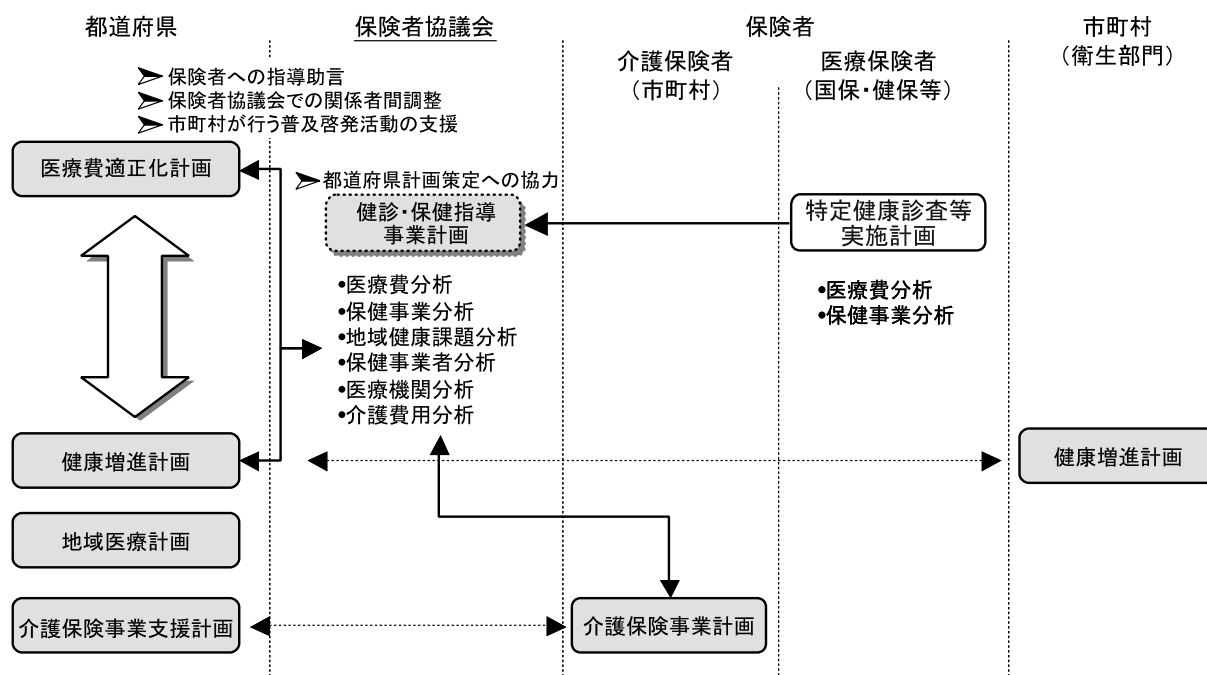 都道府県
保険者協議会
保険者
市町村
（衛生部門）
介護保険者
（市町村）
医療保険者
（国保・健保等）
➢ 保険者への指導助言
➢ 保険者協議会での関係者間調整
➢ 市町村が行う普及啓発活動の支援
医療費適正化計画
➢ 都道府県計画策定への協力
健診・保健指導
事業計画
特定健康診査等
実施計画
•医療費分析
•保健事業分析
•地域健康課題分析
•保健事業者分析
•医療機関分析
•介護費用分析
•医療費分析
•保健事業分析
健康増進計画
健康増進計画
地域医療計画
介護保険事業支援計画
介護保険事業計画